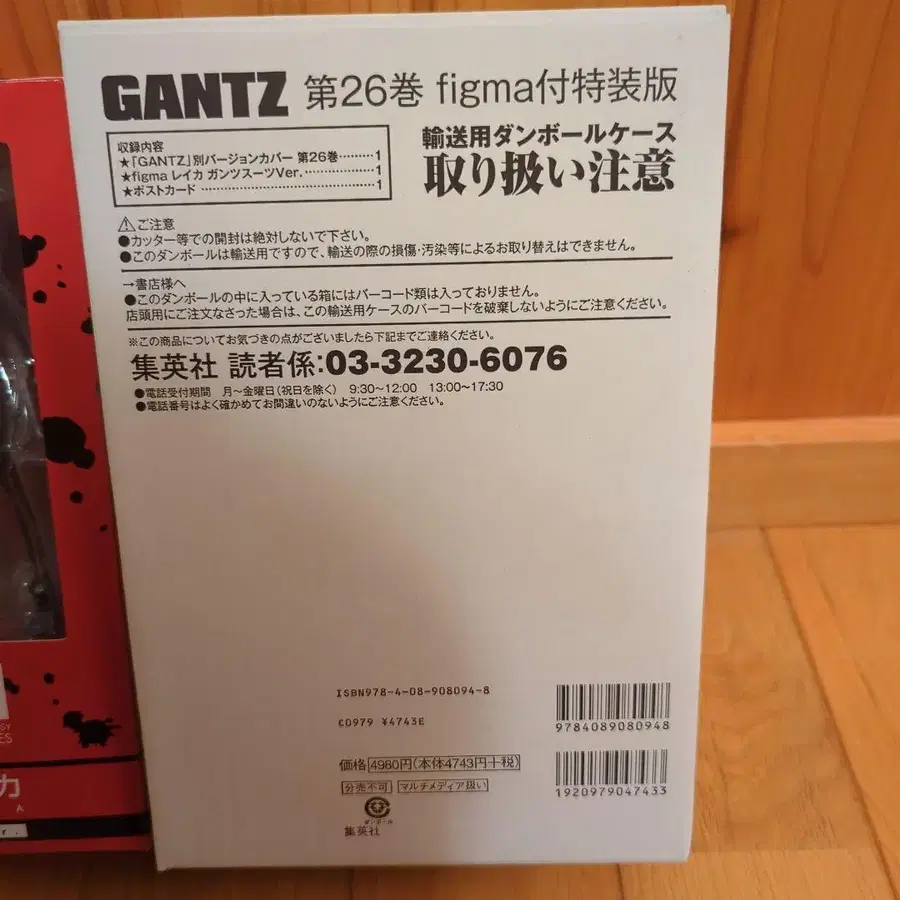 GANTZ 第26巻 figma付特装版
輸送用ダンボールケース
取り扱い注意
収録内容
★「GANTZ」別バージョンカバー 第26巻………1
★figma レイカ ガンツスーツVer. ……………1
★ポストカード ……………………………1
⚠ご注意
●カッター等での開封は絶対しないで下さい。
●このダンボールは輸送用ですので、輸送の際の損傷・汚染等によるお取り替えはできません。
→書店様へ
●このダンボールの中に入っている箱にはバーコード類は入っておりません。
店頭用にご注文なさった場合は、この輸送用ケースのバーコードを破棄しないようにご注意ください。
※この商品についてお気づきの点がございましたら下記までご連絡ください。
集英社 読者係:03-3230-6076
●電話受付期間 月〜金曜日(祝日を除く) 9:30〜12:00 13:00〜17:30
●電話番号はよく確かめてお間違いのないようにご注意ください。
ISBN978-4-08-908094-8
C0979 ¥4743E
9784089080948
価格 4980円(本体4743円+税)
分売不可 マルチメディア扱い
1920979047433
ダンボール
集英社
カ
A